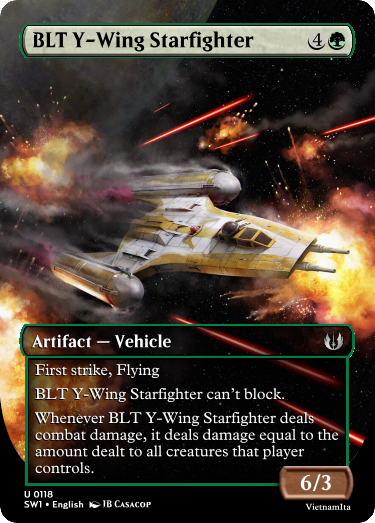 BLT Y-Wing Starfighter 4
Artifact — Vehicle
First strike, Flying
BLT Y-Wing Starfighter can't block.
Whenever BLT Y-Wing Starfighter deals
combat damage, it deals damage equal to the
amount dealt to all creatures that player
controls.
6/3
U 0118
SW1 • English JB Casacop
VietnamIta